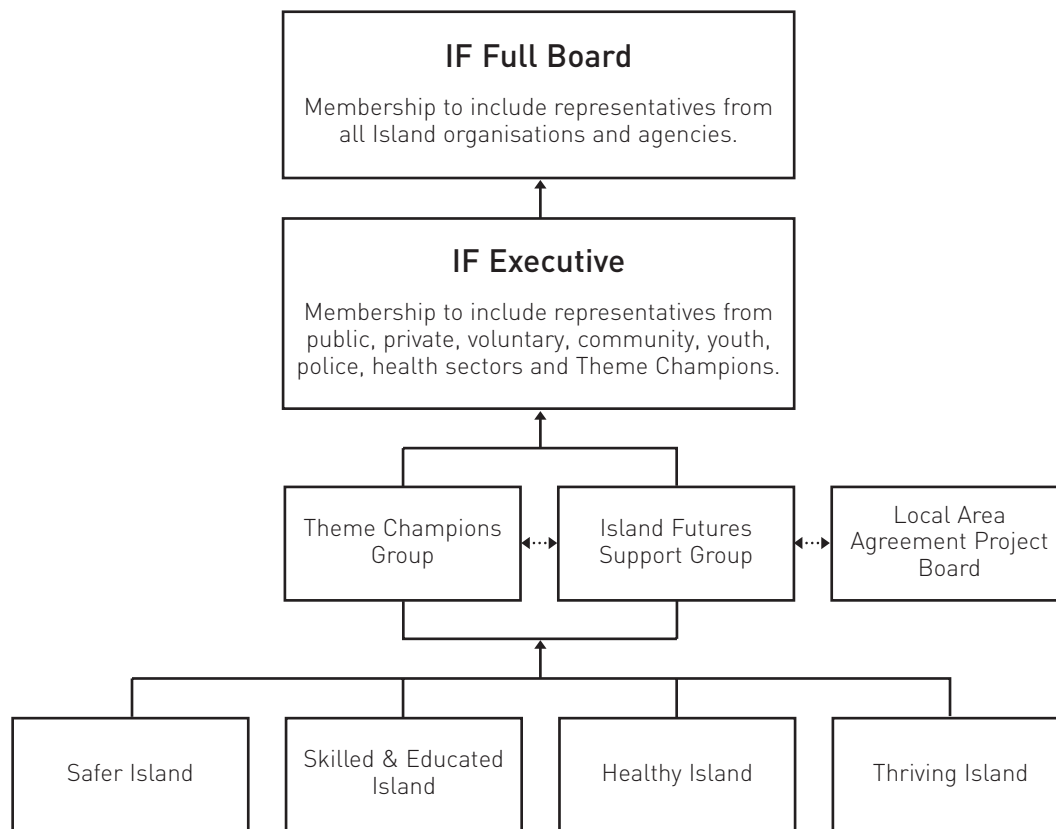 IF Full Board
Membership to include representatives from
all Island organisations and agencies.
IF Executive
Membership to include representatives from
public, private, voluntary, community, youth,
police, health sectors and Theme Champions.
Theme Champions
Group
Island Futures
Support Group
Local Area
Agreement Project
Board
Safer Island
Skilled & Educated
Island
Healthy Island
Thriving Island